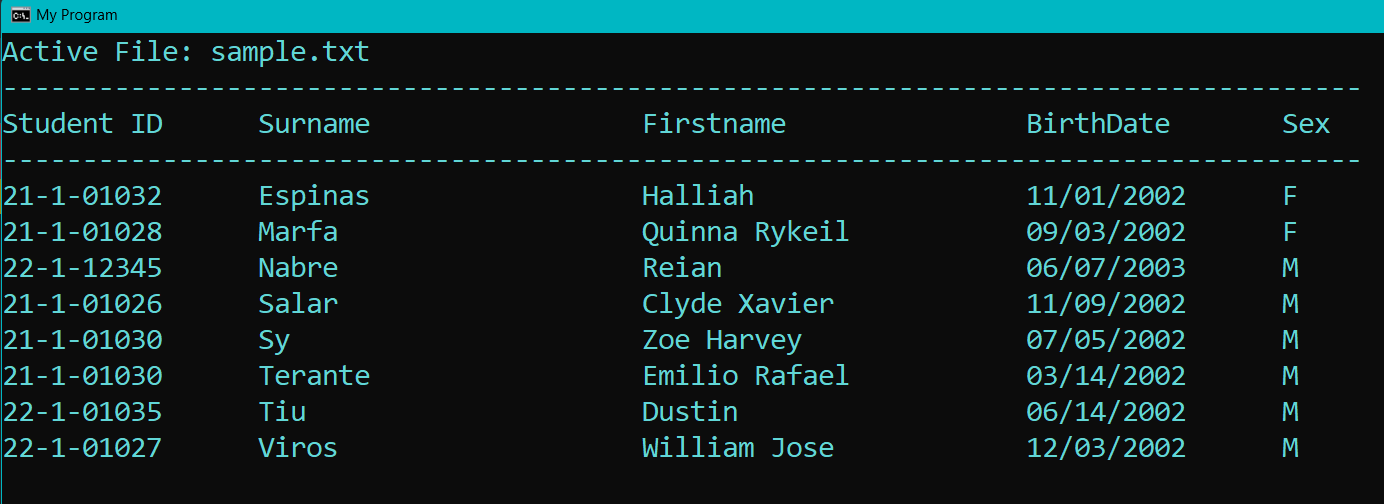 My Program
Active File: sample.txt
-------------------------------------------------------------------------------------
Student ID      Surname                 Firstname               BirthDate       Sex
-------------------------------------------------------------------------------------
21-1-01032      Espinas                 Halliah                 11/01/2002      F
21-1-01028      Marfa                   Quinna Rykeil           09/03/2002      F
22-1-12345      Nabre                   Reian                   06/07/2003      M
21-1-01026      Salar                   Clyde Xavier            11/09/2002      M
21-1-01030      Sy                      Zoe Harvey              07/05/2002      M
21-1-01030      Terante                 Emilio Rafael           03/14/2002      M
22-1-01035      Tiu                     Dustin                  06/14/2002      M
22-1-01027      Viros                   William Jose            12/03/2002      M